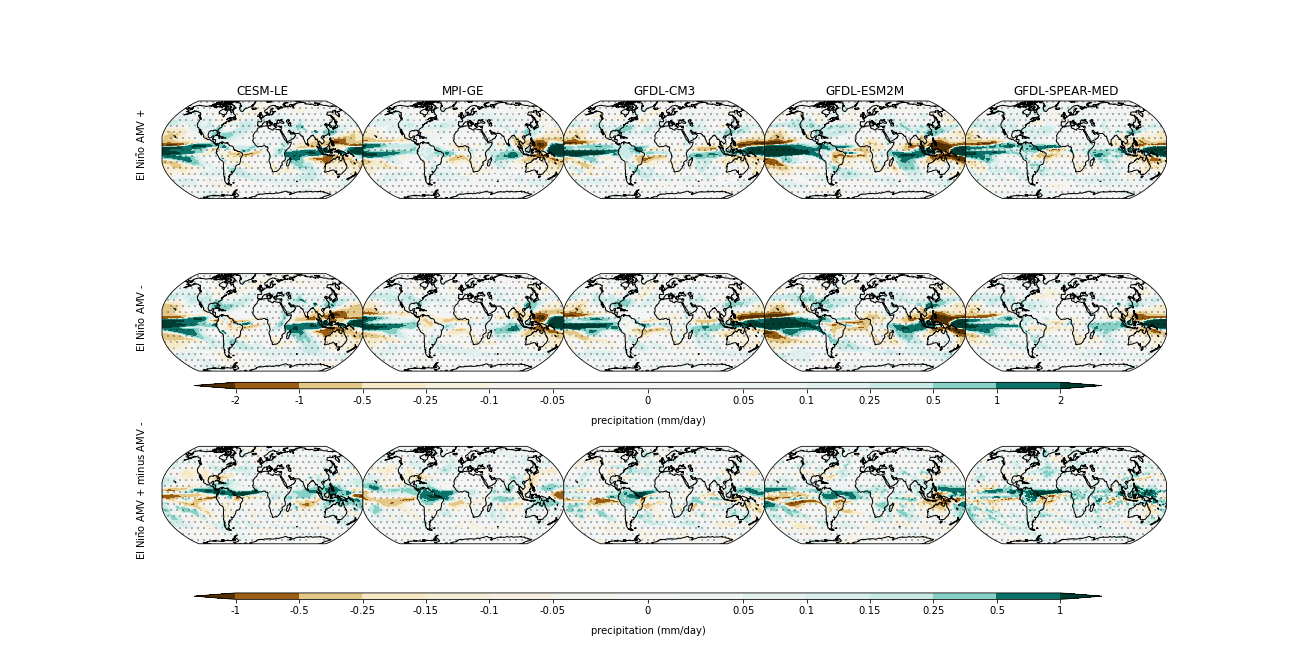 CESM-LE MPI-GE GFDL-CM3 GFDL-ESM2M GFDL-SPEAR-MED
El Niño AMV +
El Niño AMV -
-2 -1 -0.5 -0.25 -0.1 -0.05 0 0.05 0.1 0.25 0.5 1 2
precipitation (mm/day)
El Niño AMV + minus AMV -
-1 -0.5 -0.25 -0.15 -0.1 -0.05 0 0.05 0.1 0.15 0.25 0.5 1
precipitation (mm/day)